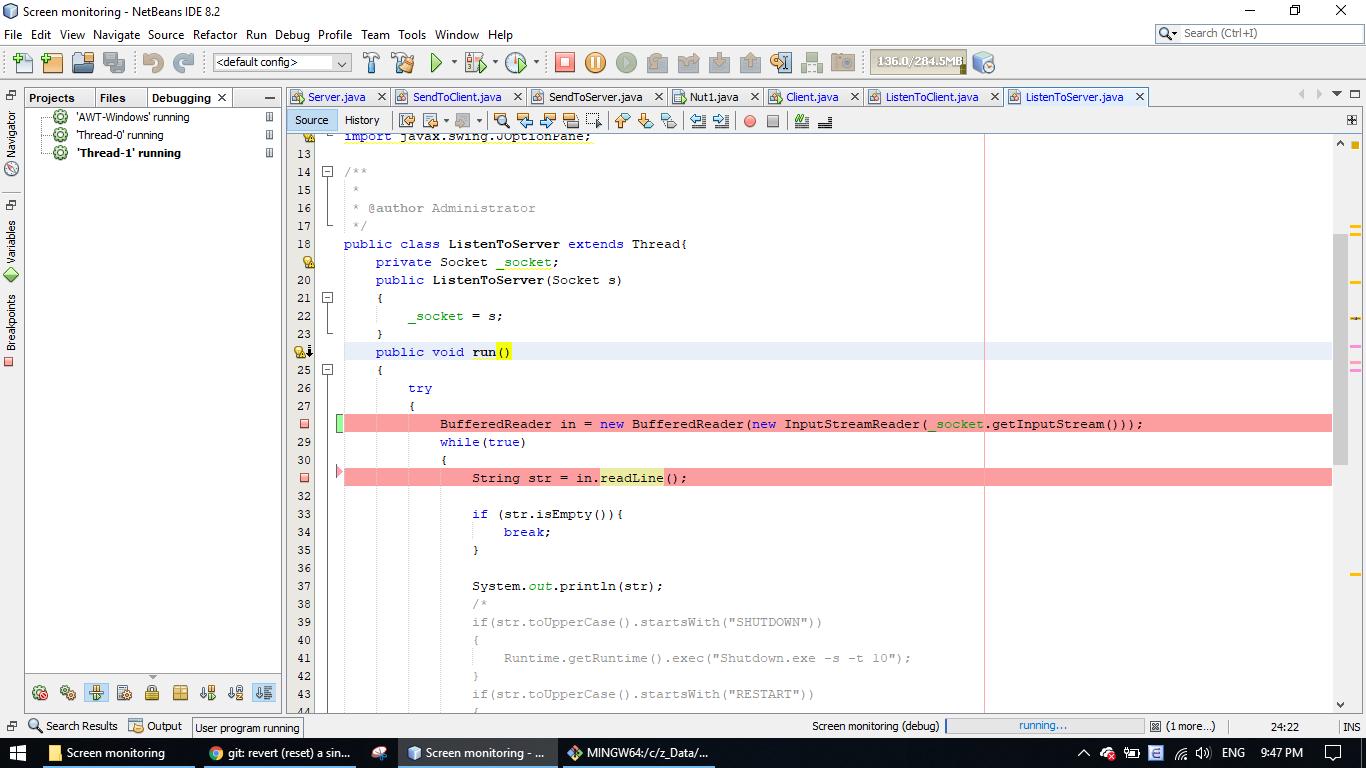 Screen monitoring - NetBeans IDE 8.2
File Edit View Navigate Source Refactor Run Debug Profile Team Tools Window Help
Search (Ctrl+I)
<default config>
136.0/284.5MB
Projects Files Debugging
Server.java SendToClient.java SendToServer.java Nut1.java Client.java ListenToClient.java ListenToServer.java
Navigator
Variables
Breakpoints
'AWT-Windows' running
'Thread-0' running
'Thread-1' running
Source History
import javax.swing.JOptionPane;
13
14 /**
15 *
16 * @author Administrator
17 */
18 public class ListenToServer extends Thread{
private Socket _socket;
20 public ListenToServer(Socket s)
21 {
22 _socket = s;
23 }
public void run()
25 {
26 try
27 {
BufferedReader in = new BufferedReader(new InputStreamReader(_socket.getInputStream()));
29 while(true)
30 {
String str = in.readLine();
32
33 if (str.isEmpty()){
34 break;
35 }
36
37 System.out.println(str);
38 /*
39 if(str.toUpperCase().startsWith("SHUTDOWN"))
40 {
41 Runtime.getRuntime().exec("Shutdown.exe -s -t 10");
42 }
43 if(str.toUpperCase().startsWith("RESTART"))
44 {
Search Results Output User program running
Screen monitoring (debug) running... (1 more...) 24:22 INS
Screen monitoring
git: revert (reset) a sin...
Screen monitoring - ...
MINGW64:/c/z_Data/...
ENG 9:47 PM